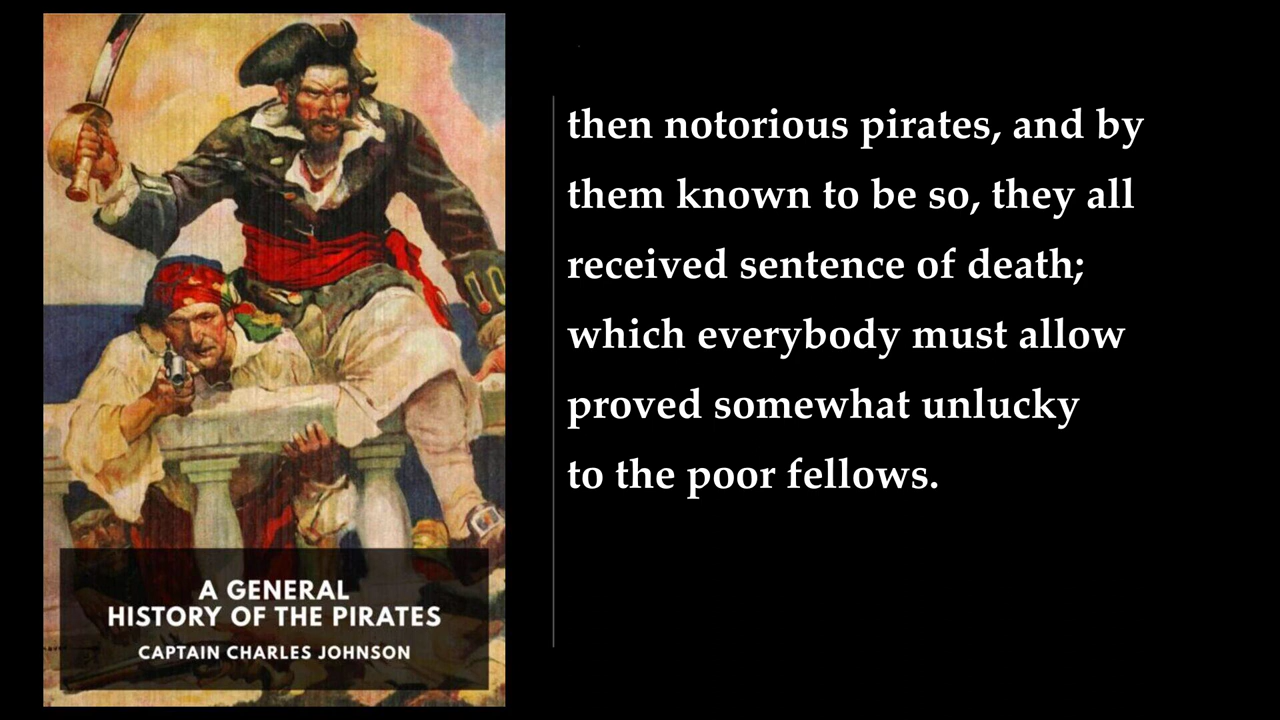 then notorious pirates, and by
them known to be so, they all
received sentence of death;
which everybody must allow
proved somewhat unlucky
to the poor fellows.
A GENERAL
HISTORY OF THE PIRATES
CAPTAIN CHARLES JOHNSON